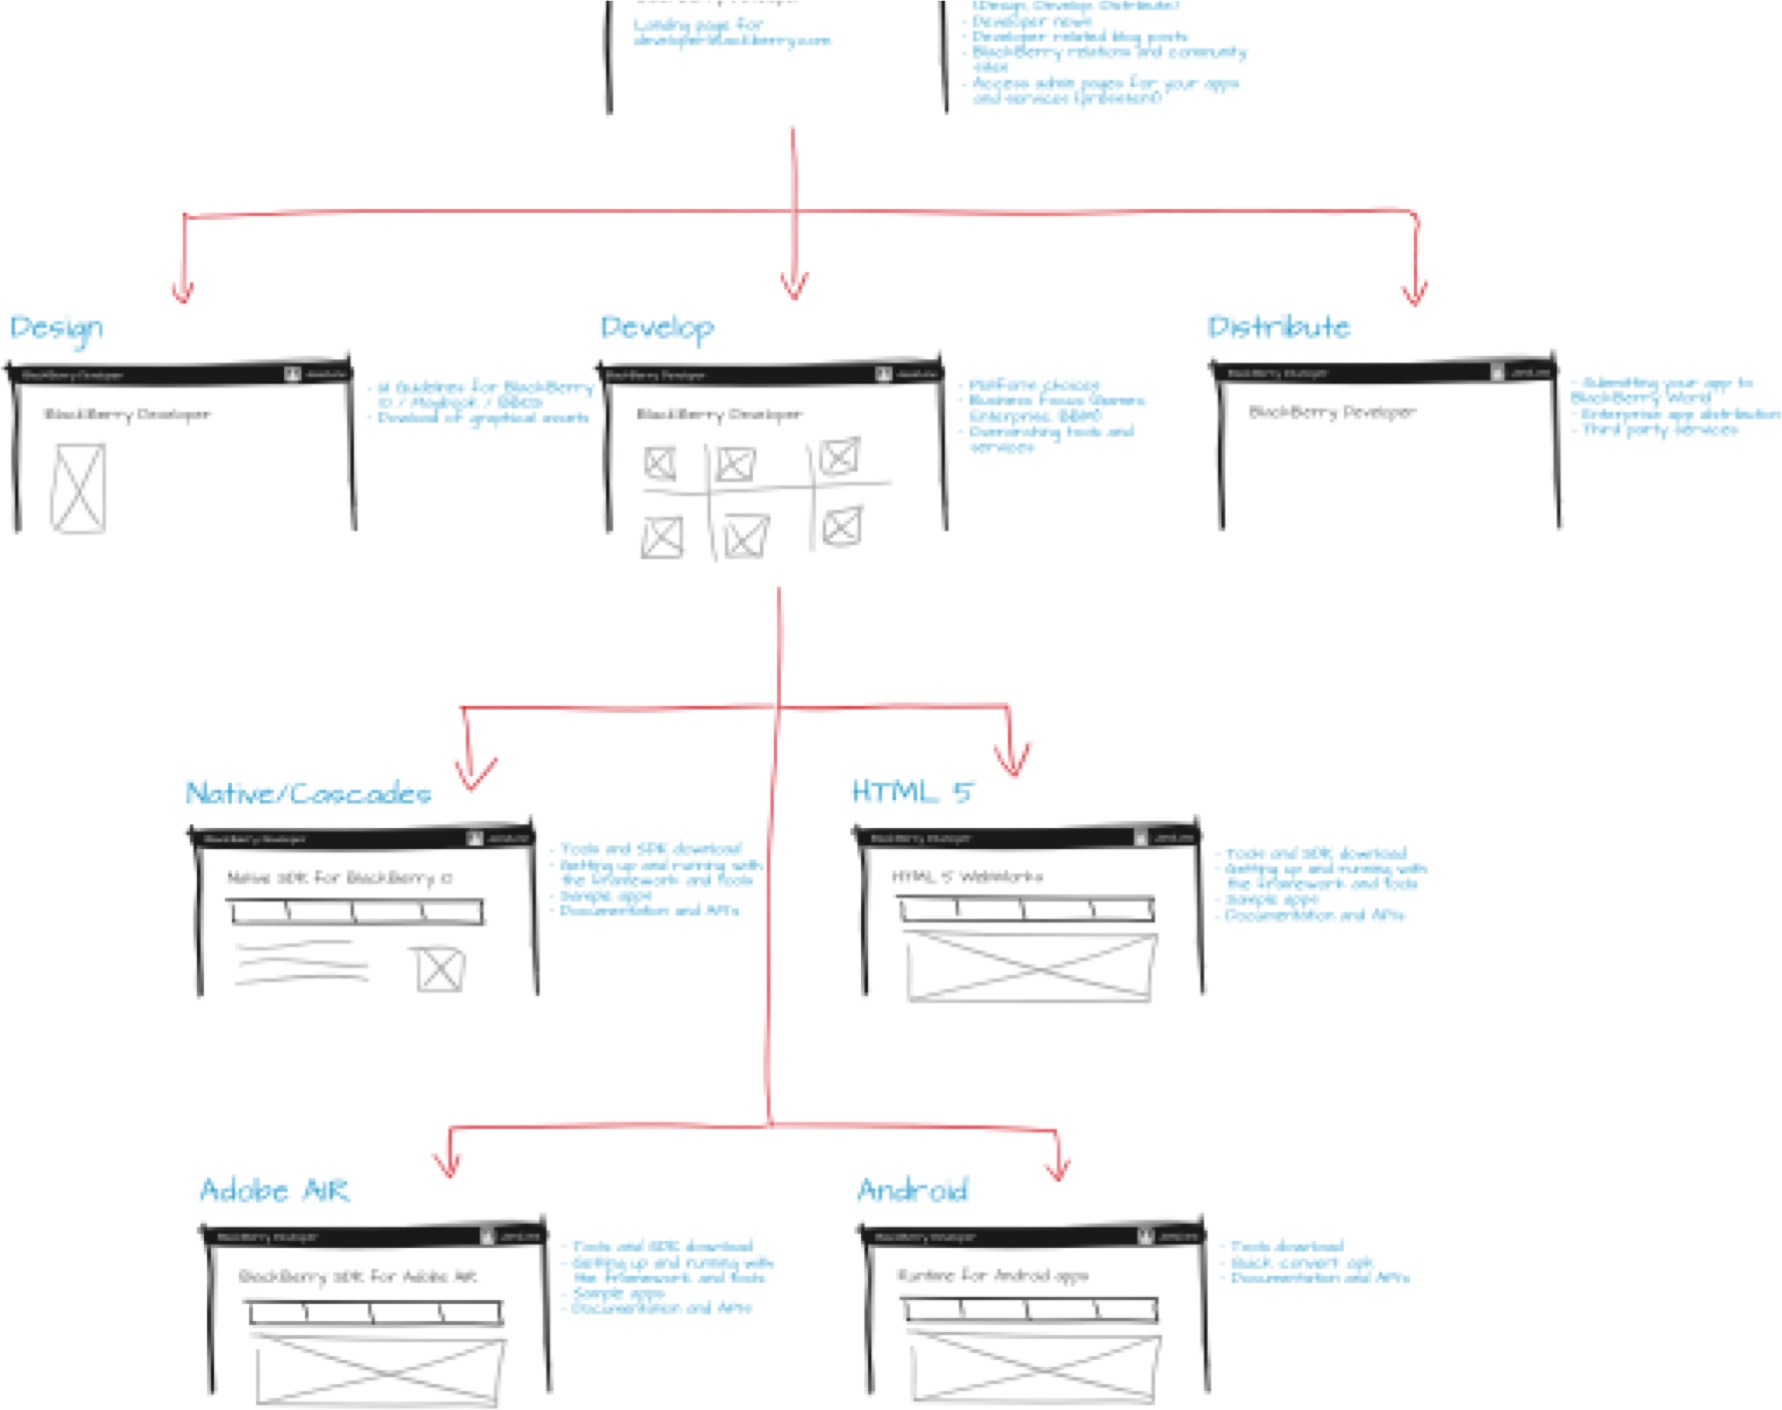 Landing page for
developer.blackberry.com
(Design, Develop, Distribute)
- Developer news
- Developer related blog posts
- BlackBerry relations and community
sites
- Access admin pages for your apps
and services (prominent)
Design
BlackBerry Developer
BlackBerry Developer
- UI Guidelines for BlackBerry
10 / Playbook / BBOS
- Dowload of graphical assets
Develop
BlackBerry Developer
BlackBerry Developer
- Platform choices
- Business Focus (Games,
Enterprise, BBM)
- Overarching tools and
services
Distribute
BlackBerry Developer
BlackBerry Developer
- Submitting your app to
BlackBerry World
- Enterprise app distribution
- Third party services
Native/Cascades
BlackBerry Developer
Native SDK for BlackBerry 10
- Tools and SDK download
- Getting up and running with
the framework and tools
- Sample apps
- Documentation and APIs
HTML 5
BlackBerry Developer
HTML 5 WebWorks
- Tools and SDK download
- Getting up and running with
the framework and tools
- Sample apps
- Documentation and APIs
Adobe AIR
BlackBerry Developer
BlackBerry SDK for Adobe AIR
- Tools and SDK download
- Getting up and running with
the framework and tools
- Sample apps
- Documentation and APIs
Android
BlackBerry Developer
Runtime for Android apps
- Tools download
- Quick convert apk
- Documentation and APIs